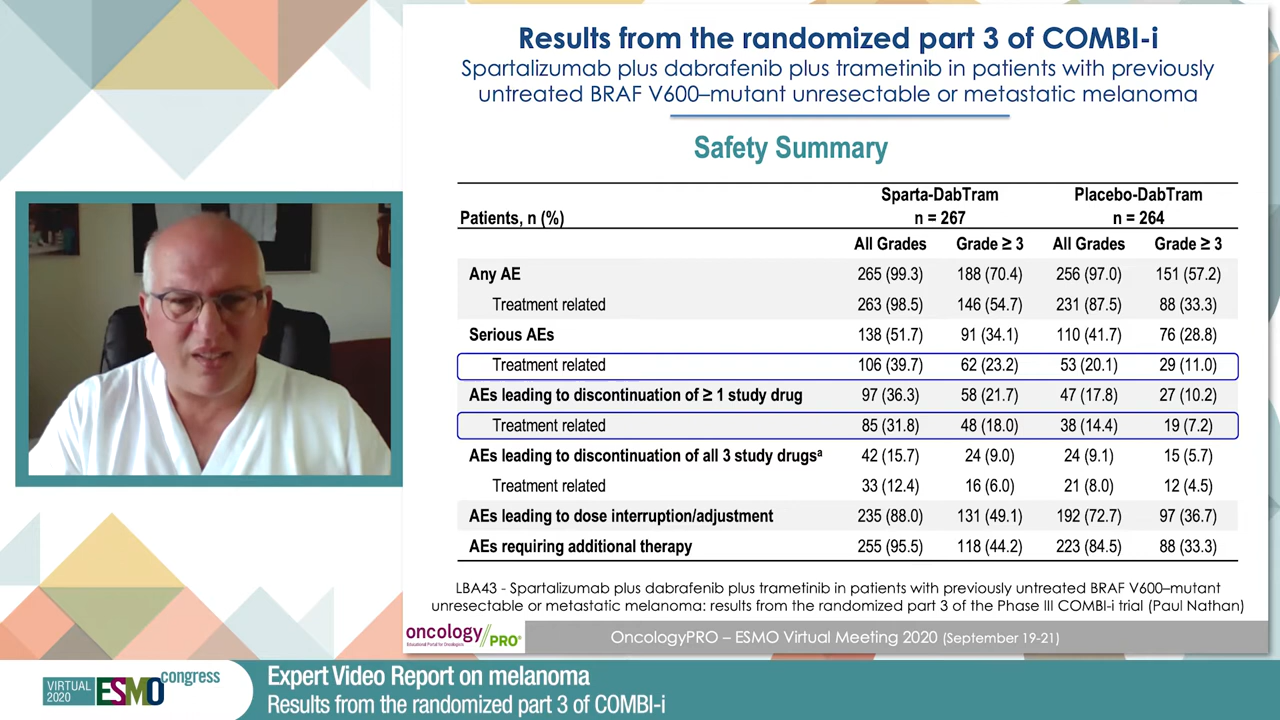 Results from the randomized part 3 of COMBI-i
Spartalizumab plus dabrafenib plus trametinib in patients with previously
untreated BRAF V600–mutant unresectable or metastatic melanoma
Safety Summary
Sparta-DabTram Placebo-DabTram
Patients, n (%) n = 267 n = 264
All Grades Grade ≥ 3 All Grades Grade ≥ 3
Any AE 265 (99.3) 188 (70.4) 256 (97.0) 151 (57.2)
Treatment related 263 (98.5) 146 (54.7) 231 (87.5) 88 (33.3)
Serious AEs 138 (51.7) 91 (34.1) 110 (41.7) 76 (28.8)
Treatment related 106 (39.7) 62 (23.2) 53 (20.1) 29 (11.0)
AEs leading to discontinuation of ≥ 1 study drug 97 (36.3) 58 (21.7) 47 (17.8) 27 (10.2)
Treatment related 85 (31.8) 48 (18.0) 38 (14.4) 19 (7.2)
AEs leading to discontinuation of all 3 study drugsᵃ 42 (15.7) 24 (9.0) 24 (9.1) 15 (5.7)
Treatment related 33 (12.4) 16 (6.0) 21 (8.0) 12 (4.5)
AEs leading to dose interruption/adjustment 235 (88.0) 131 (49.1) 192 (72.7) 97 (36.7)
AEs requiring additional therapy 255 (95.5) 118 (44.2) 223 (84.5) 88 (33.3)
LBA43 - Spartalizumab plus dabrafenib plus trametinib in patients with previously untreated BRAF V600–mutant
unresectable or metastatic melanoma: results from the randomized part 3 of the Phase III COMBI-i trial (Paul Nathan)
oncology//PRO®
Educational Portal for Oncologists
OncologyPRO – ESMO Virtual Meeting 2020 (September 19-21)
VIRTUAL
2020
ESMO congress
Expert Video Report on melanoma
Results from the randomized part 3 of COMBI-i